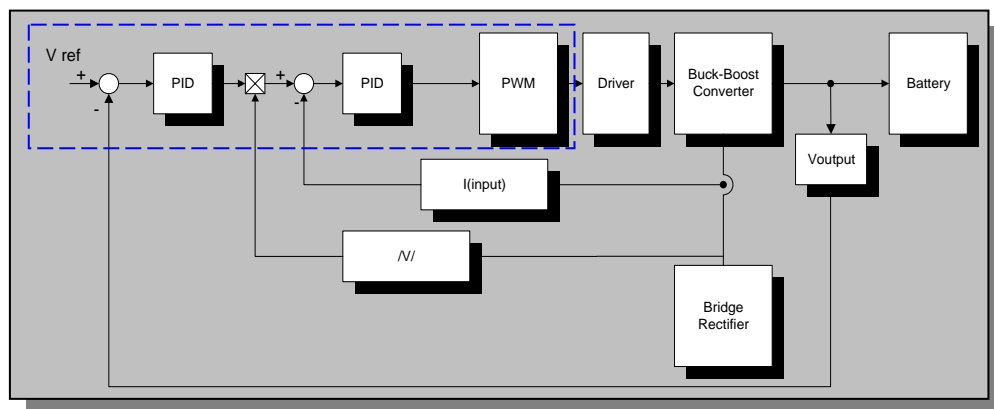 V ref
+
-
PID
+
-
PID
PWM
Driver
Buck-Boost
Converter
Battery
Voutput
I(input)
/V/
Bridge
Rectifier